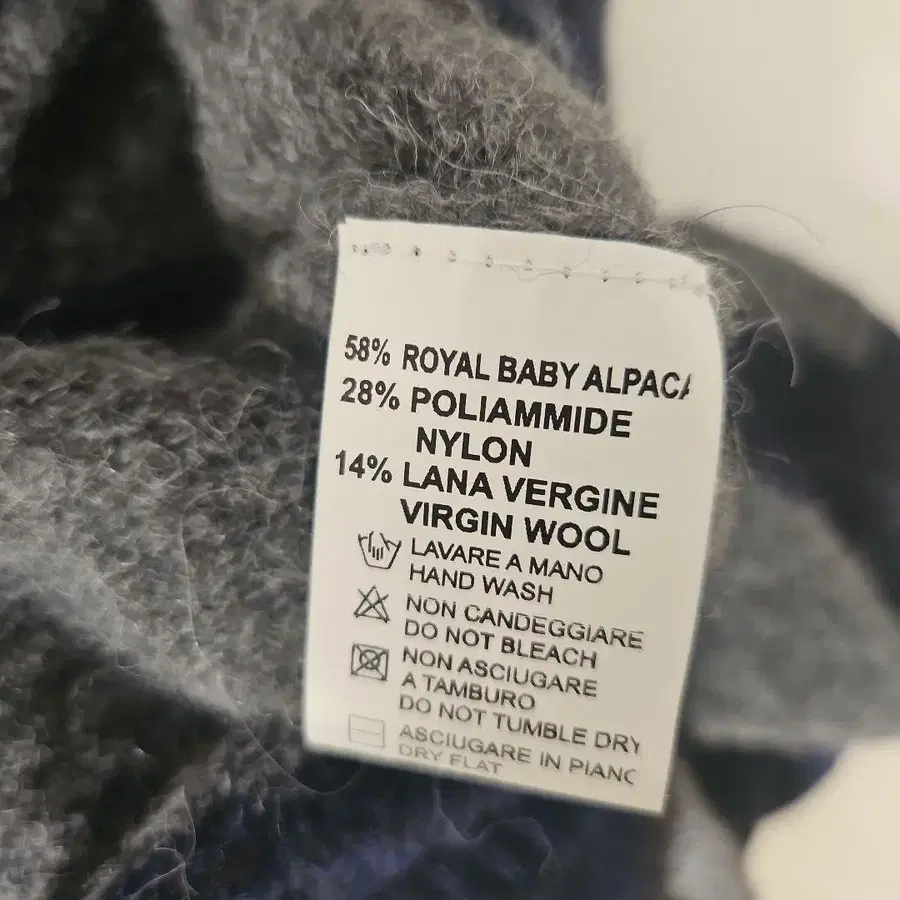 58% ROYAL BABY ALPACA
28% POLIAMMIDE
NYLON
14% LANA VERGINE
VIRGIN WOOL
LAVARE A MANO
HAND WASH
NON CANDEGGIARE
DO NOT BLEACH
NON ASCIUGARE
A TAMBURO
DO NOT TUMBLE DRY
ASCIUGARE IN PIANO
DRY FLAT